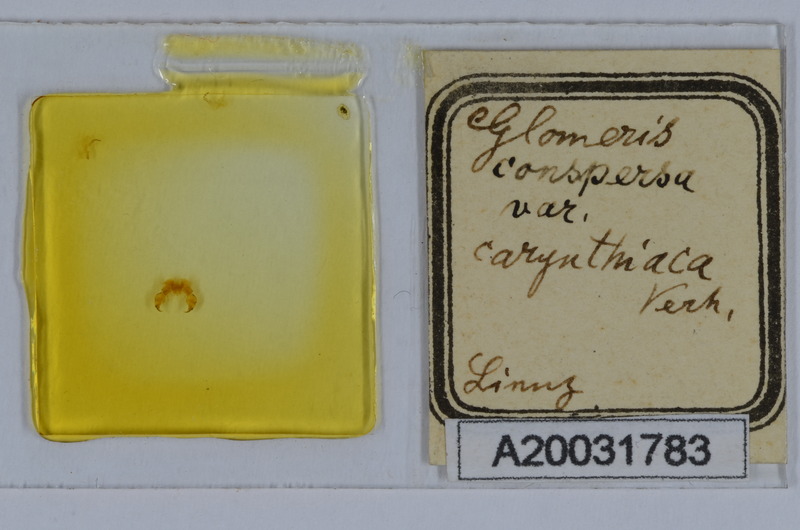 Glomeris
conspersa
var.
carynthiaca
Verh.
Linnz.
A20031783